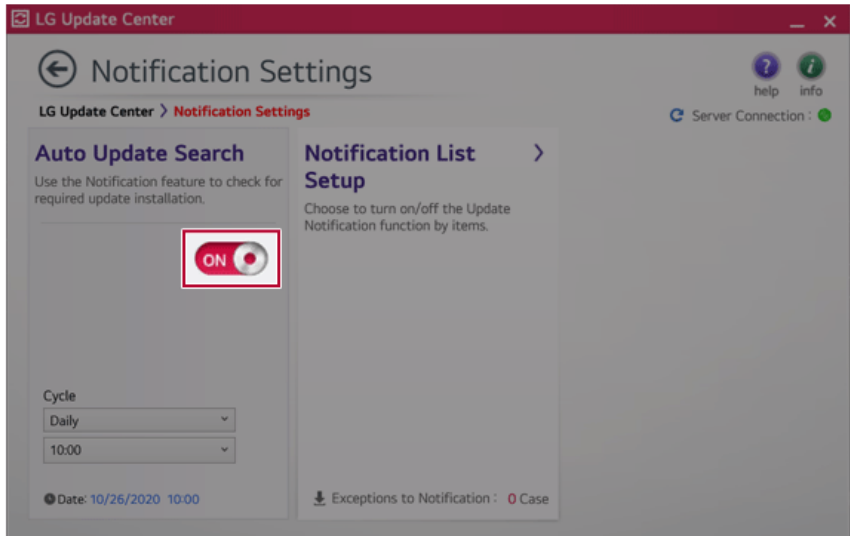 LG Update Center
Notification Settings
help
info
LG Update Center > Notification Settings
Server Connection :
Auto Update Search
Use the Notification feature to check for
required update installation.
ON
Cycle
Daily
10:00
Date: 10/26/2020 10:00
Notification List
Setup
>
Choose to turn on/off the Update
Notification function by items.
Exceptions to Notification : 0 Case